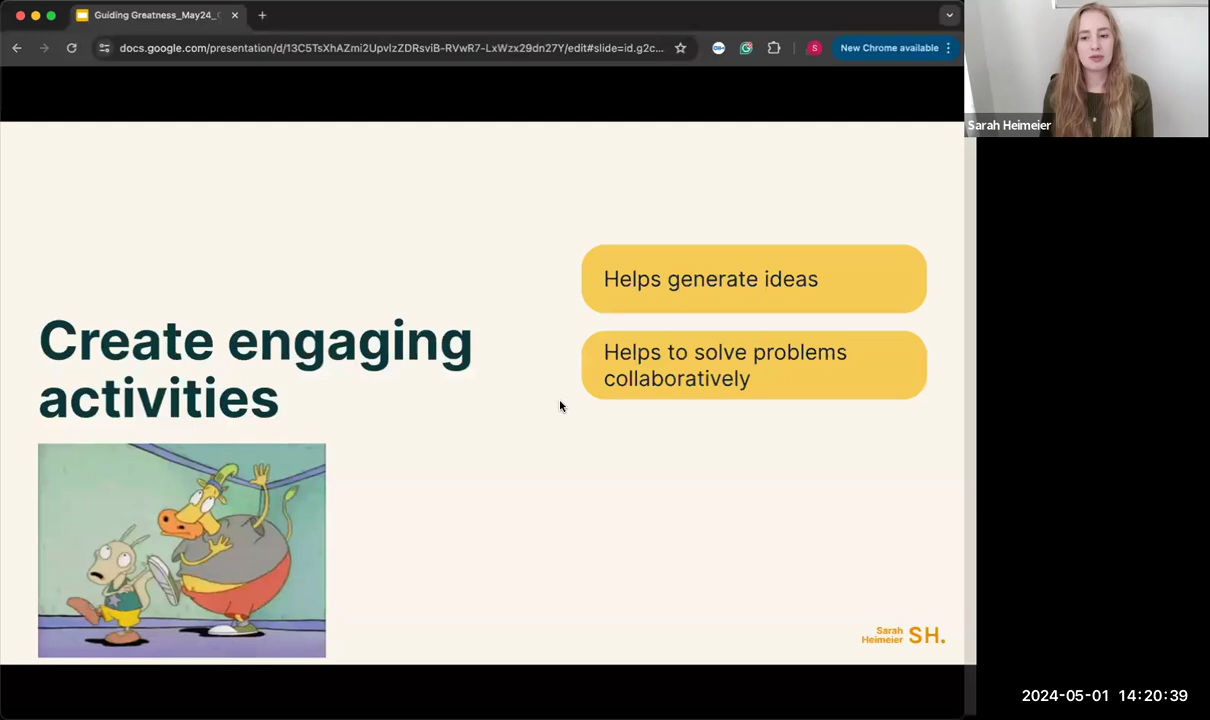 Guiding Greatness_May24_
docs.google.com/presentation/d/13C5TsXhAZmi2UpvIzZDRsviB-RVwR7-LxWzx29dn27Y/edit#slide=id.g2c...
S
New Chrome available
Sarah Heimeier
Create engaging
activities
Helps generate ideas
Helps to solve problems
collaboratively
Sarah
Heimeier
SH.
2024-05-01 14:20:39